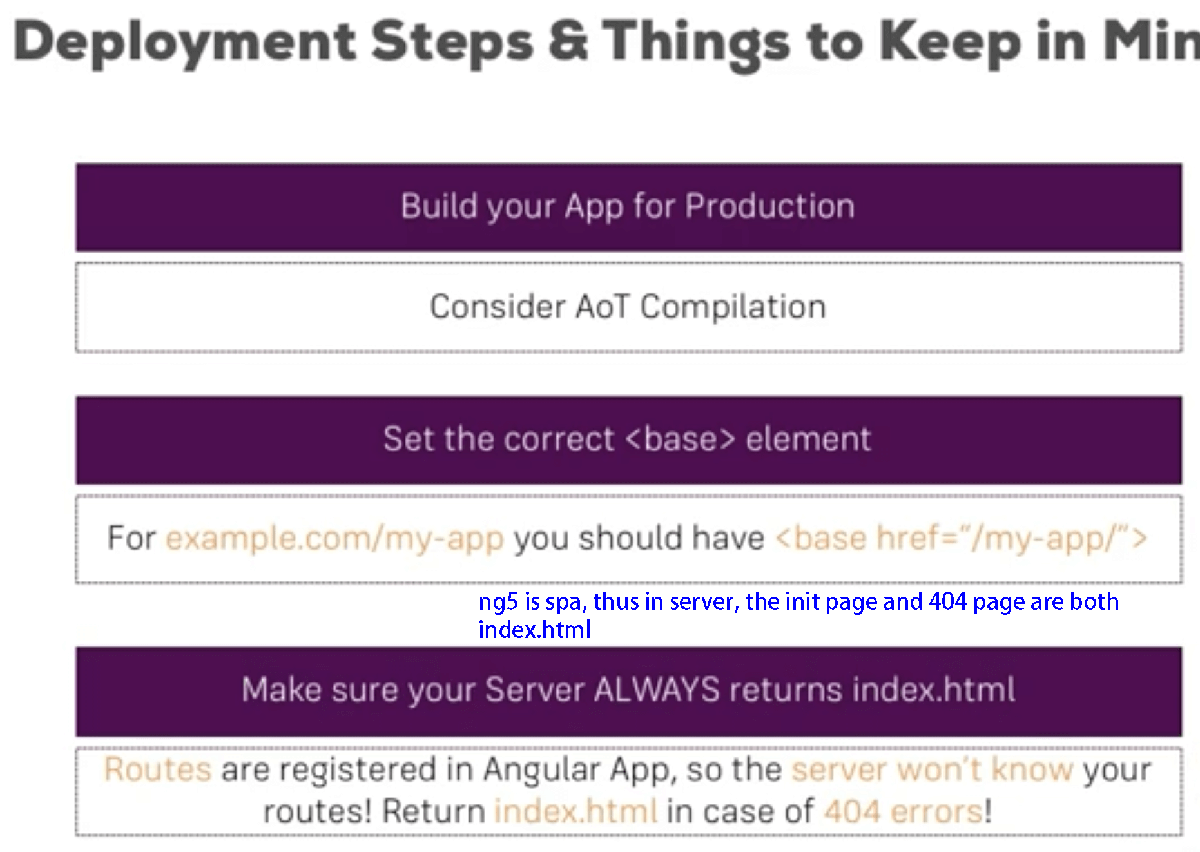 Deployment Steps & Things to Keep in Min
Build your App for Production
Consider AoT Compilation
Set the correct <base> element
For example.com/my-app you should have <base href=”/my-app/”>
ng5 is spa, thus in server, the init page and 404 page are both
index.html
Make sure your Server ALWAYS returns index.html
Routes are registered in Angular App, so the server won’t know your
routes! Return index.html in case of 404 errors!